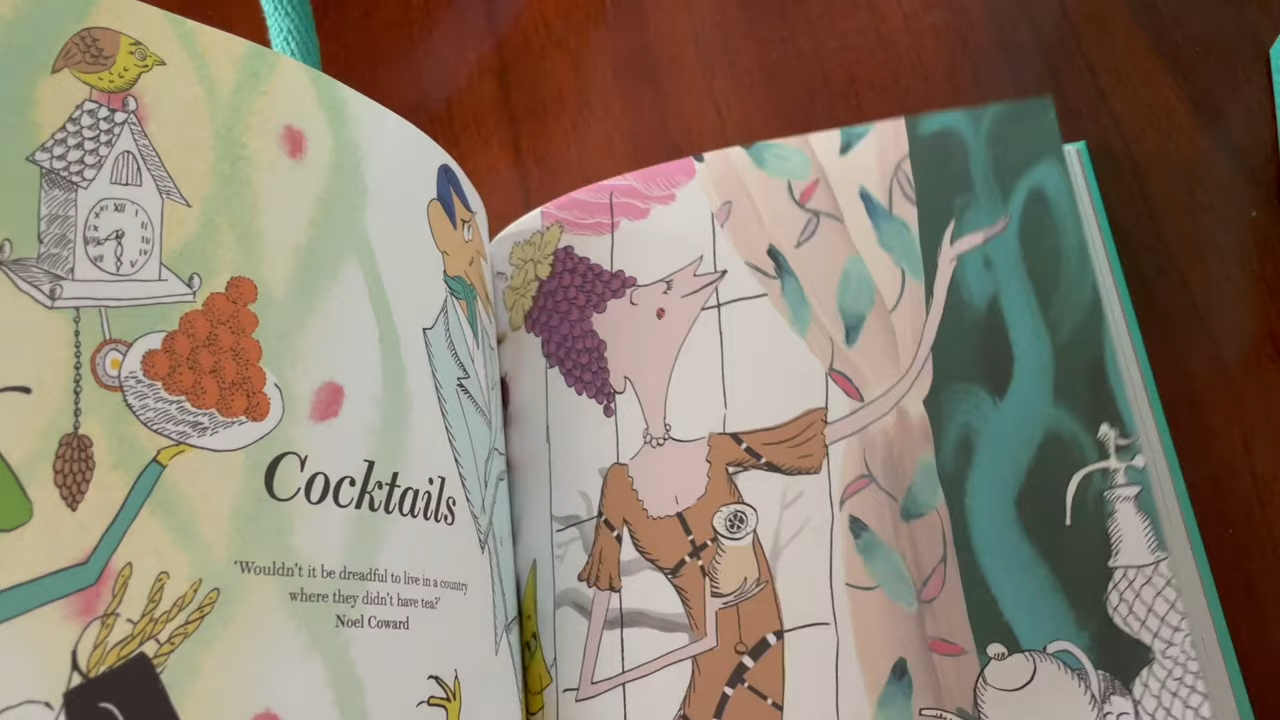 Cocktails
'Wouldn't it be dreadful to live in a country
where they didn't have tea?'
Noel Coward